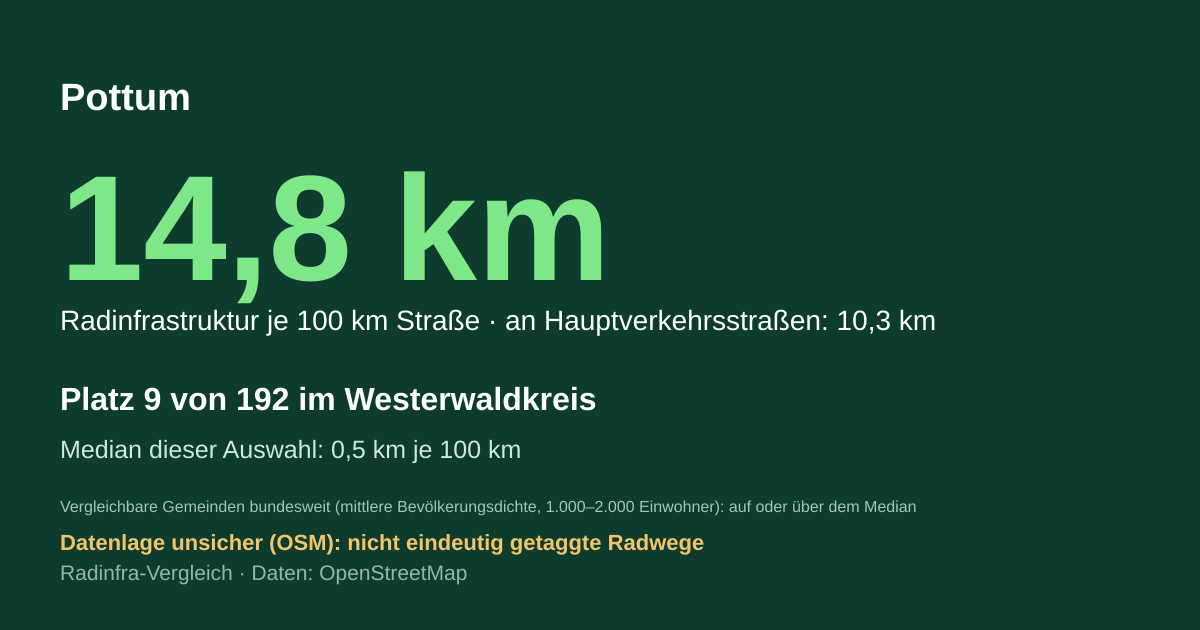 Pottum
14,8 km
Radinfrastruktur je 100 km Straße · an Hauptverkehrsstraßen: 10,3 km
Platz 9 von 192 im Westerwaldkreis
Median dieser Auswahl: 0,5 km je 100 km
Vergleichbare Gemeinden bundesweit (mittlere Bevölkerungsdichte, 1.000–2.000 Einwohner): auf oder über dem Median
Datenlage unsicher (OSM): nicht eindeutig getaggte Radwege
Radinfra-Vergleich · Daten: OpenStreetMap